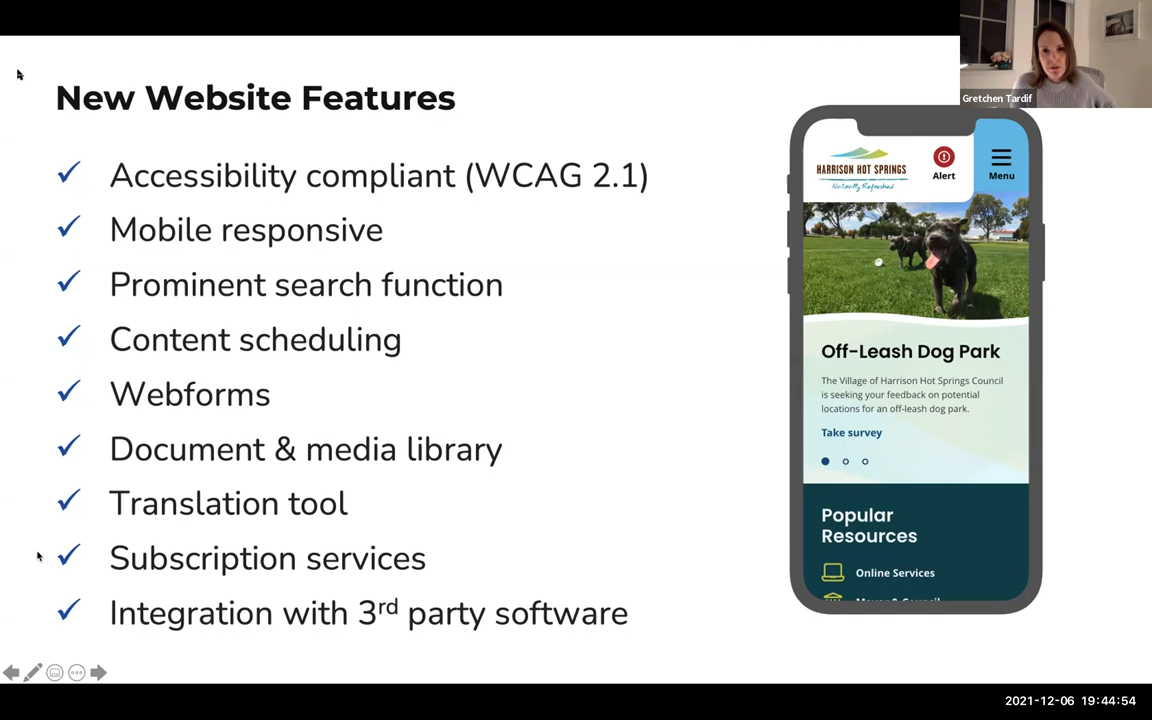 New Website Features
Accessibility compliant (WCAG 2.1)
Mobile responsive
Prominent search function
Content scheduling
Webforms
Document & media library
Translation tool
Subscription services
Integration with 3rd party software
Gretchen Tardif
HARRISON HOT SPRINGS
Naturally Refreshed
Alert
Menu
Off-Leash Dog Park
The Village of Harrison Hot Springs Council
is seeking your feedback on potential
locations for an off-leash dog park.
Take survey
Popular
Resources
Online Services
Mayor & Council
2021-12-06 19:44:54